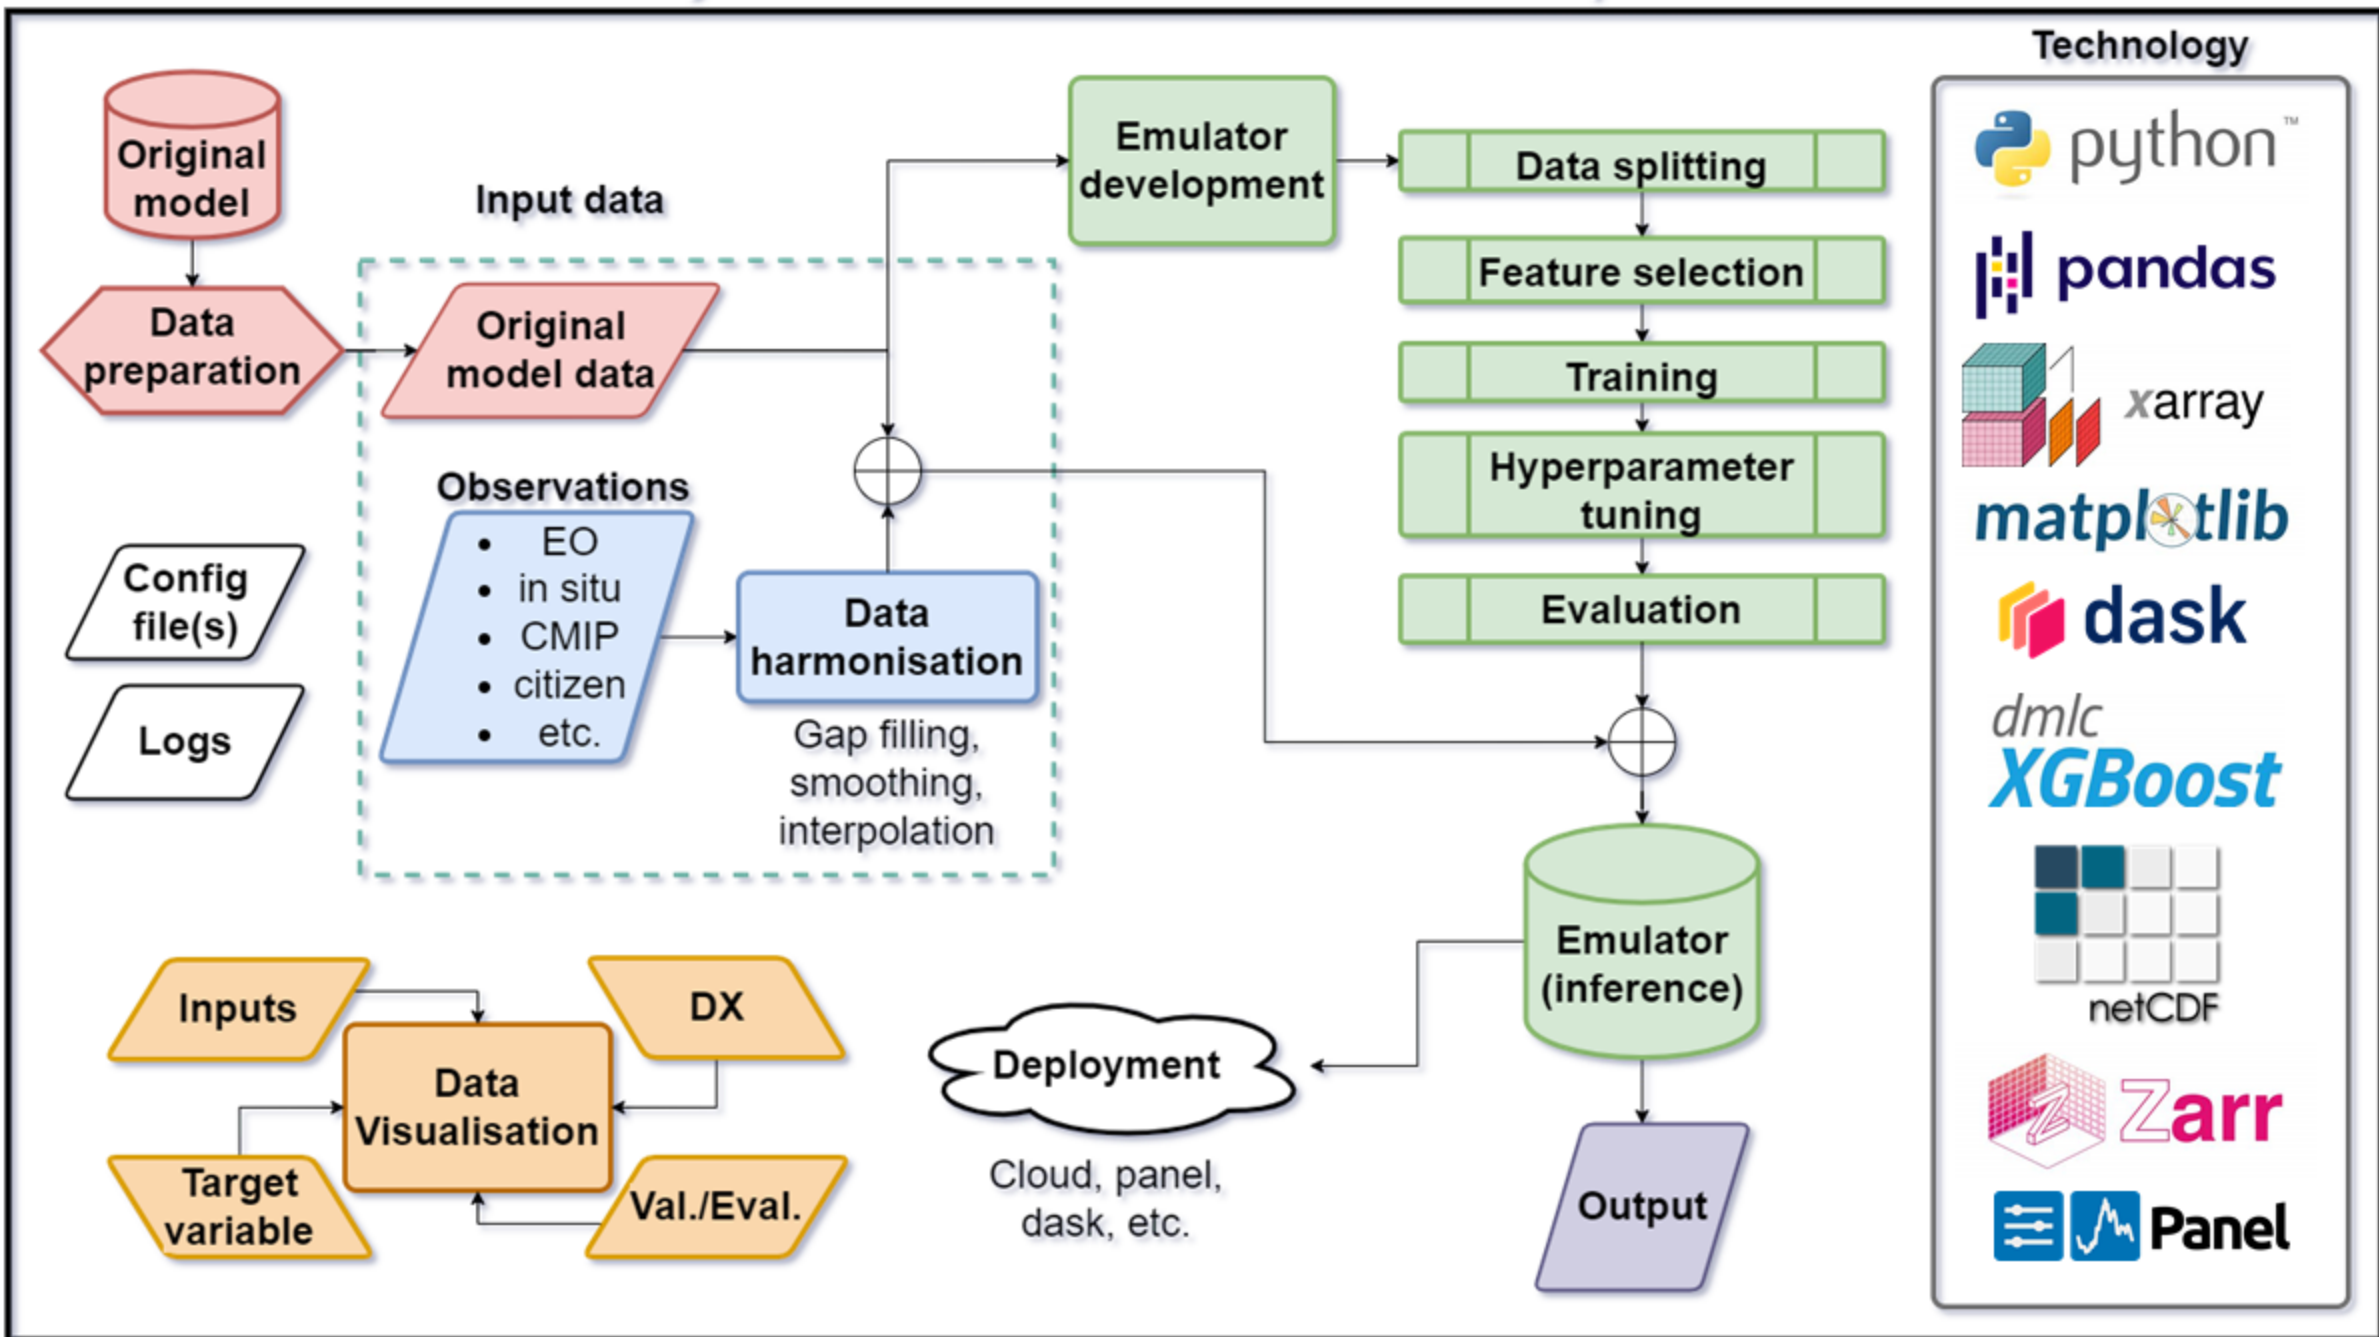 Technology
Original
model
Data
preparation
Input data
Original
model data
Observations
• EO
• in situ
• CMIP
• citizen
• etc.
Data
harmonisation
Gap filling,
smoothing,
interpolation
Config
file(s)
Logs
Emulator
development
Data splitting
Feature selection
Training
Hyperparameter
tuning
Evaluation
Emulator
(inference)
Output
Deployment
Cloud, panel,
dask, etc.
Inputs
DX
Data
Visualisation
Target
variable
Val./Eval.
python™
pandas
xarray
matplotlib
dask
dmlc
XGBoost
netCDF
Zarr
Panel